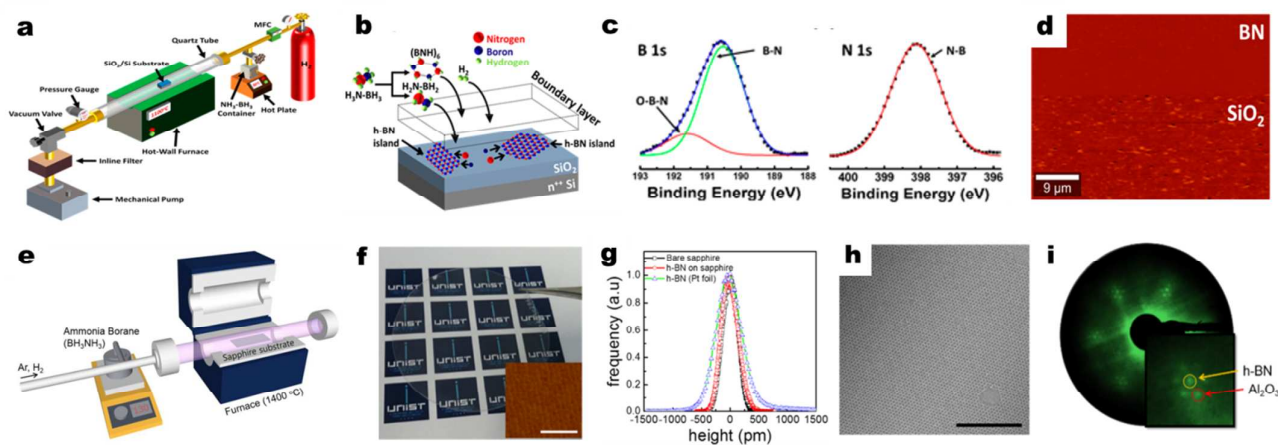 a
MFC
Quartz Tube
SiO₂/Si Substrate
H₂
Pressure Gauge
Vacuum Valve
NH₃-BH₃
Container
Hot Plate
Hot-Wall Furnace
Inline Filter
Mechanical Pump
b
Nitrogen
Boron
Hydrogen
(BNH)₆
H₂
H₃N-BH₃
H₂N-BH₂
Boundary layer
h-BN
island
h-BN island
SiO₂
n⁺⁺ Si
c
B 1s
B-N
O-B-N
193 192 191 190 189 188
Binding Energy (eV)
N 1s
N-B
400 398 396
Binding Energy (eV)
d
BN
SiO₂
9 µm
e
Ammonia Borane
(BH₃NH₃)
Ar, H₂
Sapphire substrate
Furnace (1400 °C)
f
unist unist unist unist
unist unist unist
unist unist unist
unist unist unist
g
Bare sapphire
h-BN on sapphire
h-BN (Pt foil)
frequency (a.u)
1.0
0.8
0.6
0.4
0.2
0.0
-1500 -1000 -500 0 500 1000 1500
height (pm)
h
i
h-BN
Al₂O₃